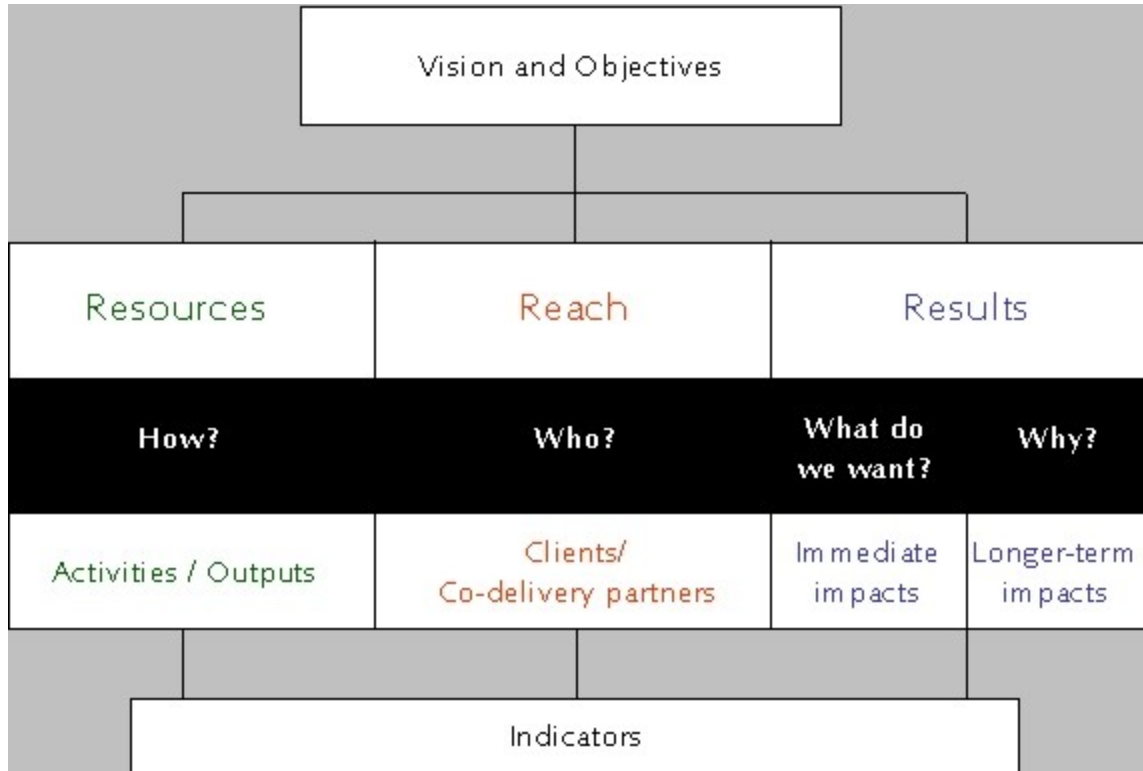 Vision and Objectives
Resources
Reach
Results
How?
Who?
What do
we want?
Why?
Activities / Outputs
Clients/
Co-delivery partners
Immediate
impacts
Longer-term
impacts
Indicators